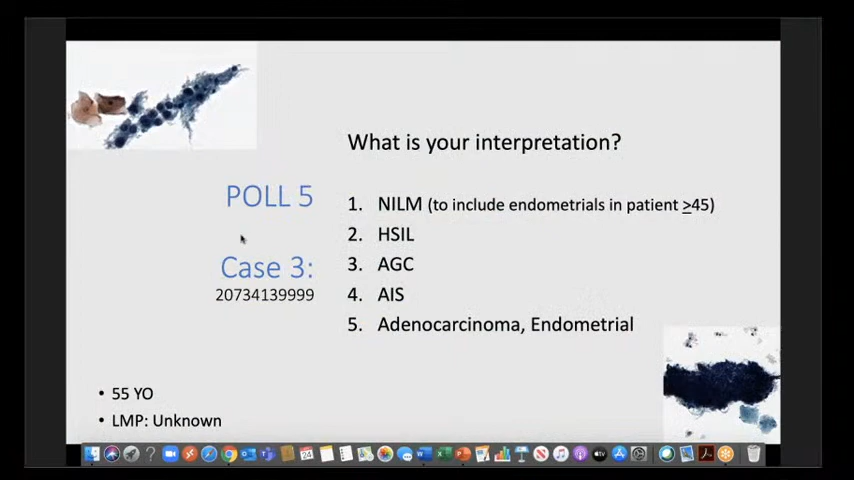 What is your interpretation?
POLL 5
Case 3:
20734139999
1. NILM (to include endometrials in patient ≥45)
2. HSIL
3. AGC
4. AIS
5. Adenocarcinoma, Endometrial
• 55 YO
• LMP: Unknown